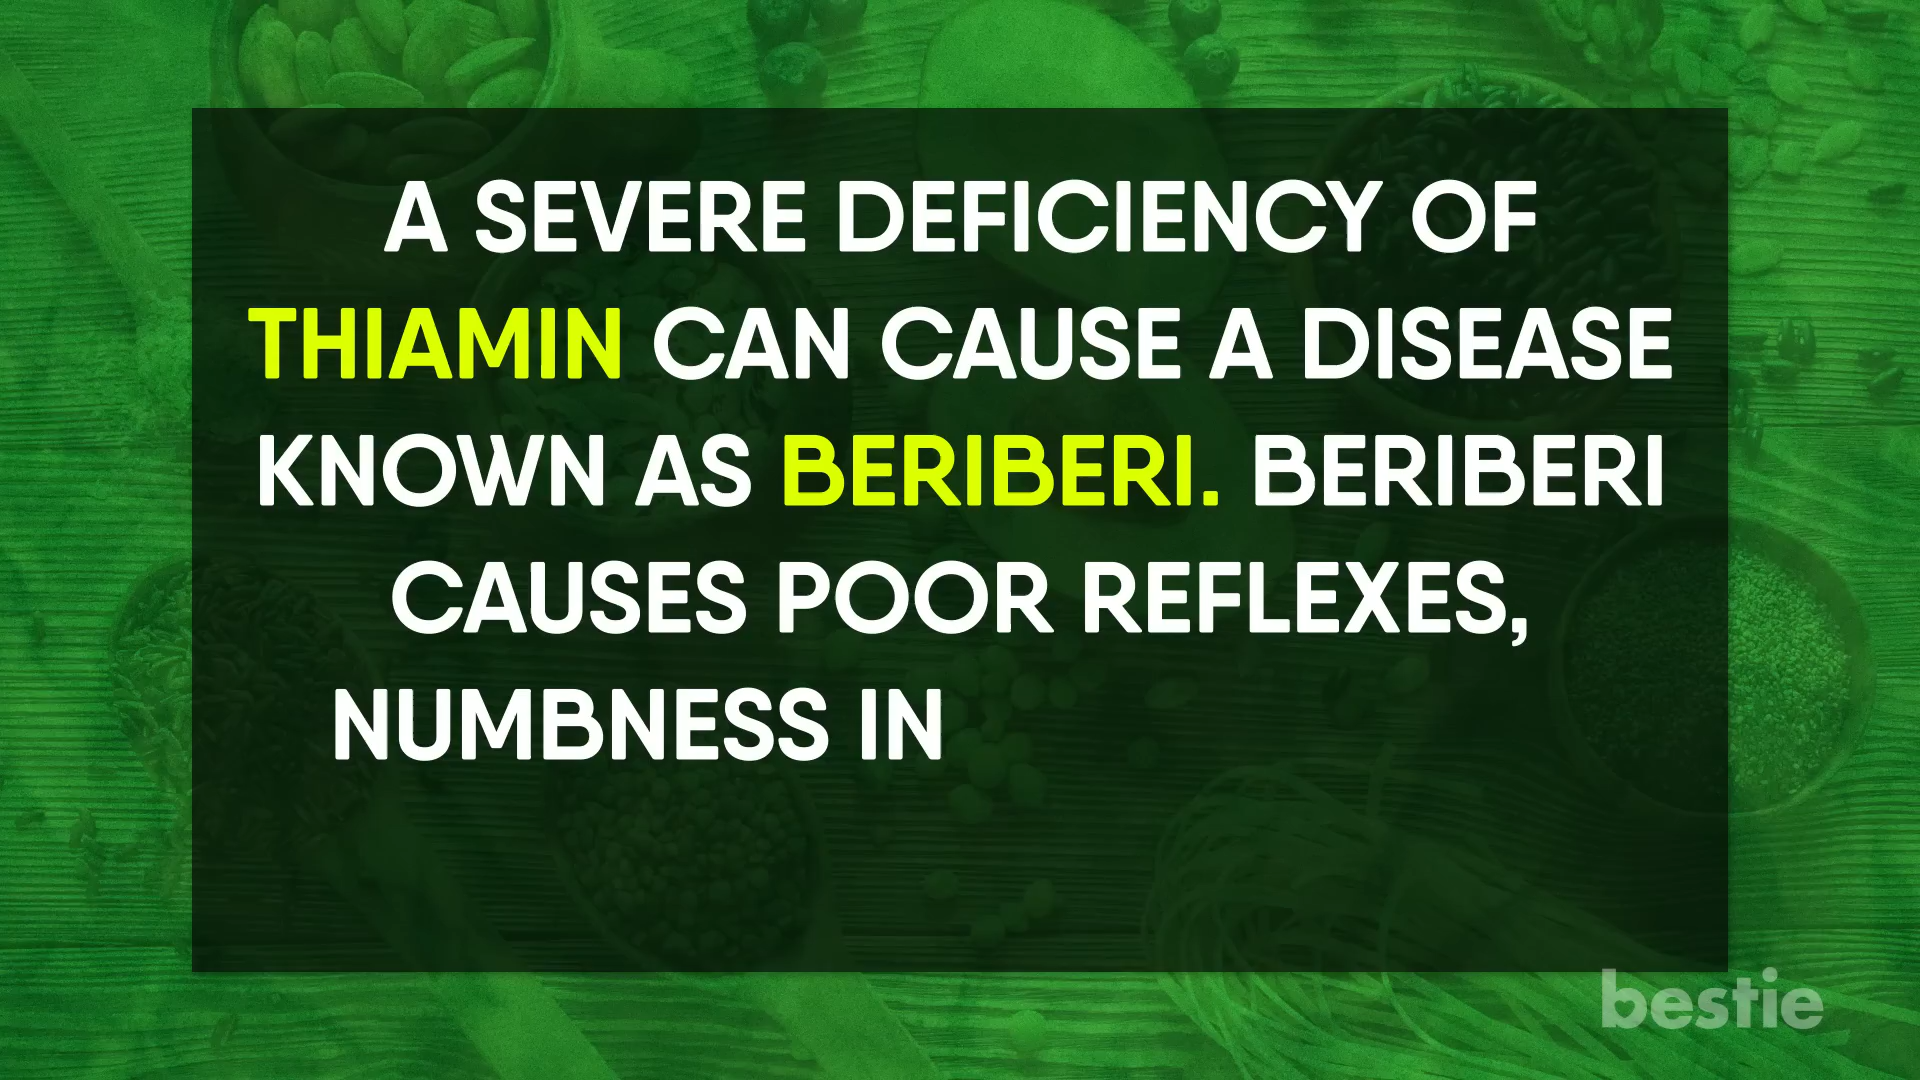 A SEVERE DEFICIENCY OF
THIAMIN CAN CAUSE A DISEASE
KNOWN AS BERIBERI. BERIBERI
CAUSES POOR REFLEXES,
NUMBNESS IN
bestie